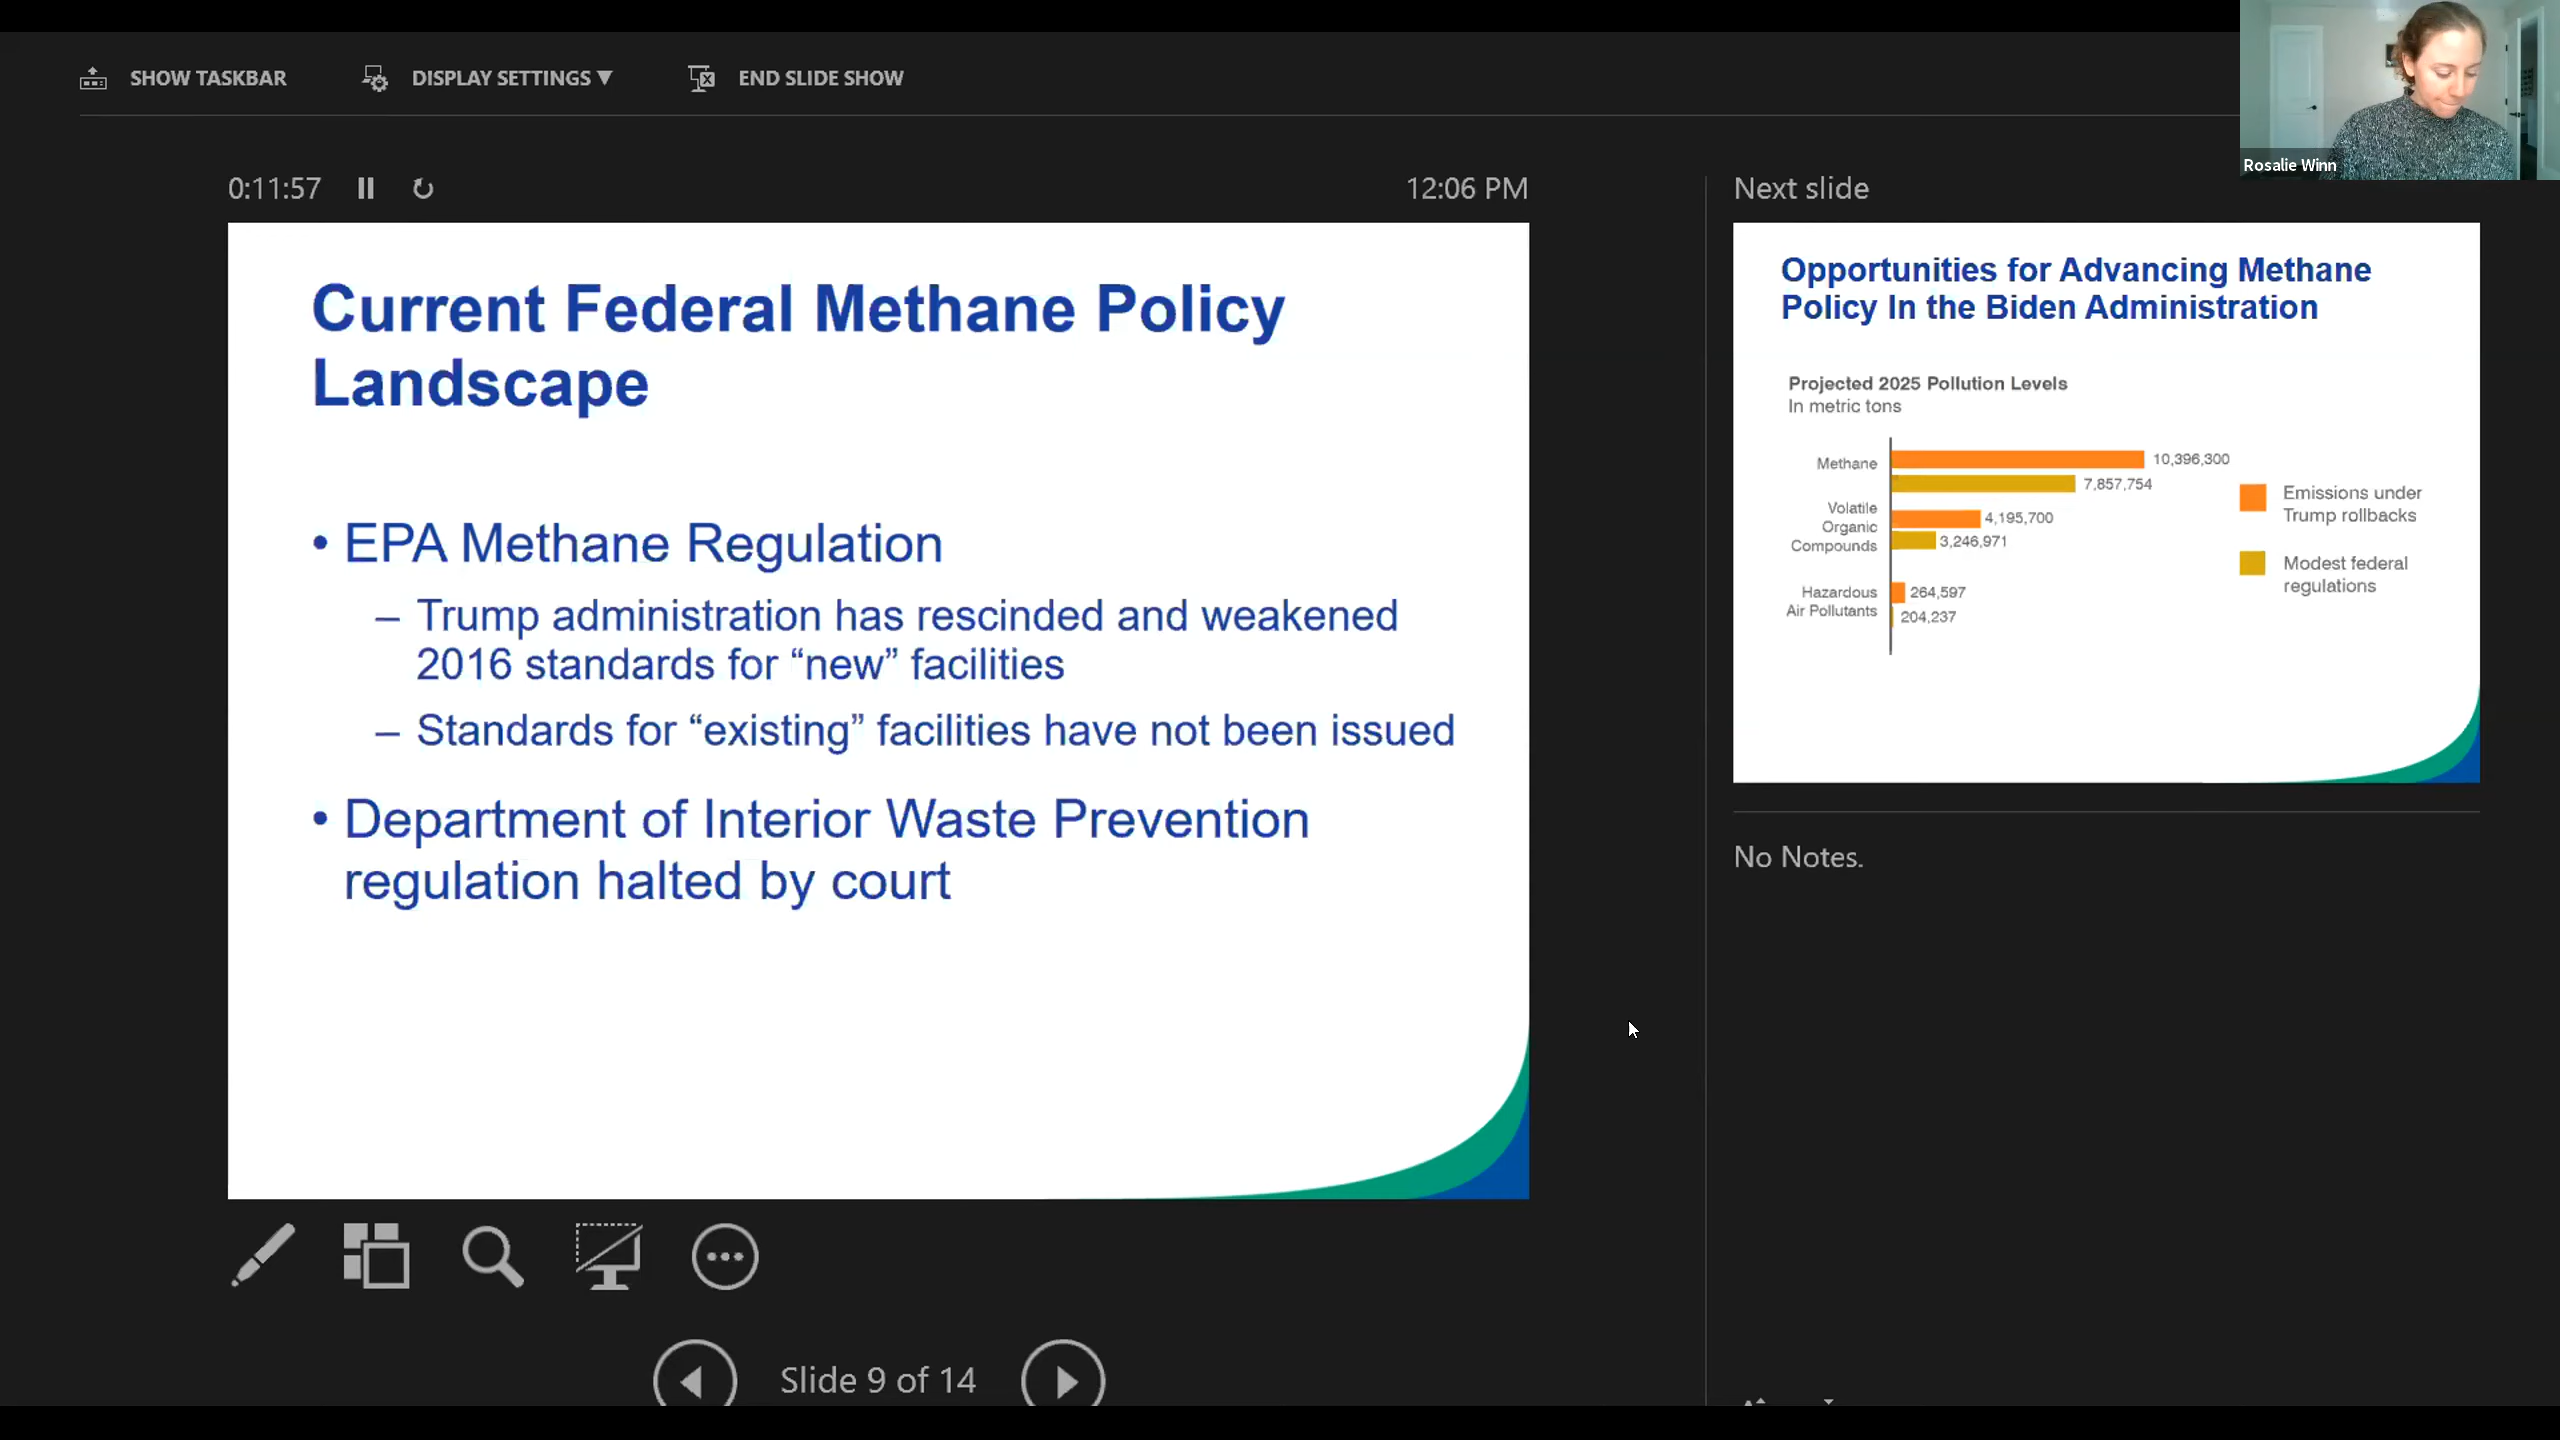 SHOW TASKBAR
DISPLAY SETTINGS
END SLIDE SHOW
Rosalie Winn
0:11:57
12:06 PM
Current Federal Methane Policy
Landscape
• EPA Methane Regulation
– Trump administration has rescinded and weakened
2016 standards for “new” facilities
– Standards for “existing” facilities have not been issued
• Department of Interior Waste Prevention
regulation halted by court
Slide 9 of 14
Next slide
Opportunities for Advancing Methane
Policy In the Biden Administration
Projected 2025 Pollution Levels
In metric tons
Methane
10,396,300
7,857,754
Volatile
Organic
Compounds
4,195,700
3,246,971
Hazardous
Air Pollutants
264,597
204,237
Emissions under
Trump rollbacks
Modest federal
regulations
No Notes.